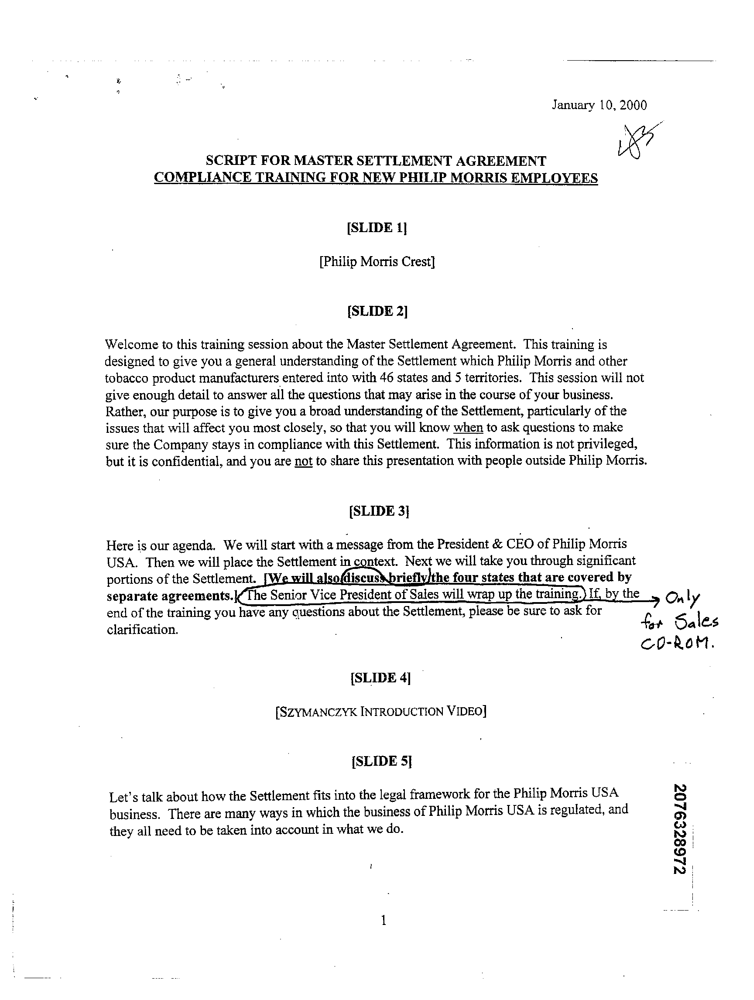 January 10, 2000
SCRIPT FOR MASTER SETTLEMENT AGREEMENT
COMPLIANCE TRAINING FOR NEW PHILIP MORRIS EMPLOYEES
[SLIDE 1]
[Philip Morris Crest]
[SLIDE 2]
Welcome to this training session about the Master Settlement Agreement. This training is
designed to give you a general understanding of the Settlement which Philip Morris and other
tobacco product manufacturers entered into with 46 states and 5 territories. This session will not
give enough detail to answer all the questions that may arise in the course of your business.
Rather, our purpose is to give you a broad understanding of the Settlement, particularly of the
issues that will affect you most closely, so that you will know when to ask questions to make
sure the Company stays in compliance with this Settlement. This information is not privileged,
but it is confidential, and you are not to share this presentation with people outside Philip Morris.
[SLIDE 3]
Here is our agenda. We will start with a message from the President & CEO of Philip Morris
USA. Then we will place the Settlement in context. Next we will take you through significant
portions of the Settlement. [We will also discuss briefly the four states that are covered by
separate agreements.] (The Senior Vice President of Sales will wrap up the training.) If, by the
end of the training you have any questions about the Settlement, please be sure to ask for
clarification.
Only
for Sales
CD-ROM.
[SLIDE 4]
[SZYMANCZYK INTRODUCTION VIDEO]
[SLIDE 5]
Let's talk about how the Settlement fits into the legal framework for the Philip Morris USA
business. There are many ways in which the business of Philip Morris USA is regulated, and
they all need to be taken into account in what we do.
2076328972
1